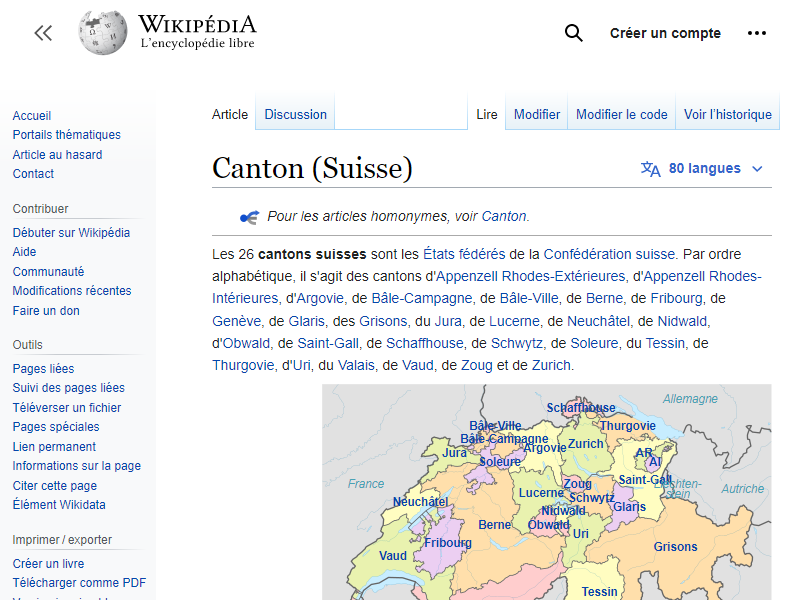 WIKIPÉDIA
L'encyclopédie libre
Créer un compte
Accueil
Portails thématiques
Article au hasard
Contact
Contribuer
Débuter sur Wikipédia
Aide
Communauté
Modifications récentes
Faire un don
Outils
Pages liées
Suivi des pages liées
Téléverser un fichier
Pages spéciales
Lien permanent
Informations sur la page
Citer cette page
Élément Wikidata
Imprimer / exporter
Créer un livre
Télécharger comme PDF
Article Discussion Lire Modifier Modifier le code Voir l'historique
Canton (Suisse)
80 langues
Pour les articles homonymes, voir Canton.
Les 26 cantons suisses sont les États fédérés de la Confédération suisse. Par ordre
alphabétique, il s'agit des cantons d'Appenzell Rhodes-Extérieures, d'Appenzell Rhodes-
Intérieures, d'Argovie, de Bâle-Campagne, de Bâle-Ville, de Berne, de Fribourg, de
Genève, de Glaris, des Grisons, du Jura, de Lucerne, de Neuchâtel, de Nidwald,
d'Obwald, de Saint-Gall, de Schaffhouse, de Schwytz, de Soleure, du Tessin, de
Thurgovie, d'Uri, du Valais, de Vaud, de Zoug et de Zurich.
Allemagne
Schaffhouse
Bâle-Ville
Thurgovie
Bâle-Campagne
Argovie
Zurich
Jura
AR
AI
Soleure
Saint-Gall
France
Zoug
Lucerne
Schwytz
Autriche
Neuchâtel
Nidwald
Glaris
Berne
Obwald
Uri
Fribourg
Grisons
Vaud
Tessin